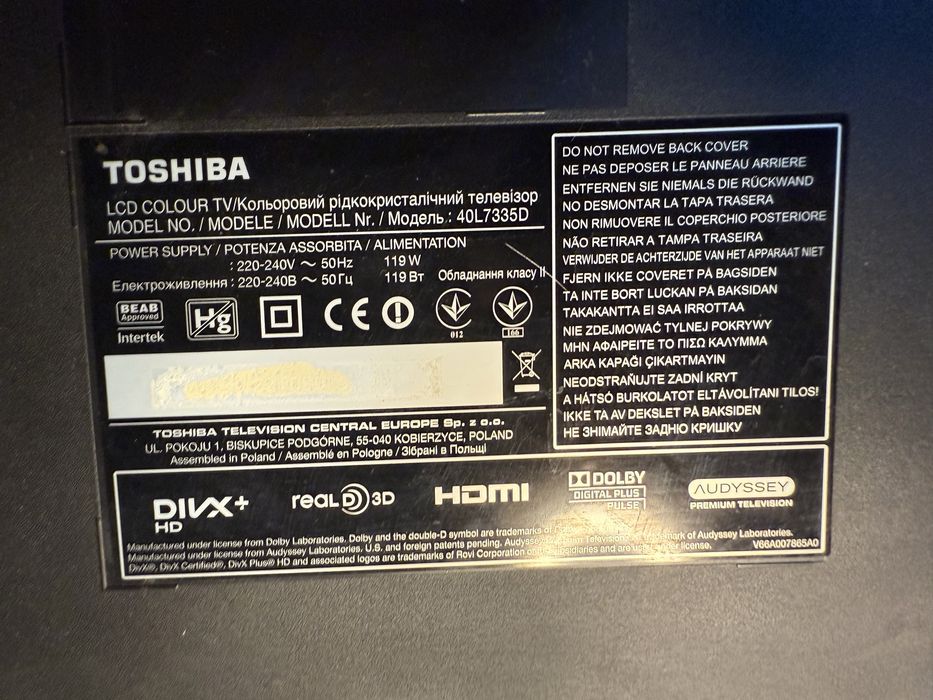 TOSHIBA
LCD COLOUR TV/Кольоровий рідкокристалічний телевізор
MODEL NO. / MODELE / MODELL Nr. / Модель : 40L7335D
POWER SUPPLY / POTENZA ASSORBITA / ALIMENTATION
: 220-240V ~ 50Hz 119 W
Електроживлення : 220-240В ~ 50Гц 119 Вт Обладнання класу II
BEAB
Approved
Intertek
Hg
CE
012
166
TOSHIBA TELEVISION CENTRAL EUROPE Sp. z o.o.
UL. POKOJU 1, BISKUPICE PODGÓRNE, 55-040 KOBIERZYCE, POLAND
Assembled in Poland / Assemblé en Pologne / Зібрані в Польщі
DO NOT REMOVE BACK COVER
NE PAS DEPOSER LE PANNEAU ARRIERE
ENTFERNEN SIE NIEMALS DIE RÜCKWAND
NO DESMONTAR LA TAPA TRASERA
NON RIMUOVERE IL COPERCHIO POSTERIORE
NÃO RETIRAR A TAMPA TRASEIRA
VERWIJDER DE ACHTERZIJDE VAN HET APPARAAT NIET
FJERN IKKE COVERET PÅ BAGSIDEN
TA INTE BORT LUCKAN PÅ BAKSIDAN
TAKAKANTTA EI SAA IRROTTAA
NIE ZDEJMOWAĆ TYLNEJ POKRYWY
ΜΗΝ ΑΦΑΙΡΕΙΤΕ ΤΟ ΠΙΣΩ ΚΑΛΥΜΜΑ
ARKA KAPAĞI ÇIKARTMAYIN
NEODSTRAŇUJTE ZADNÍ KRYT
A HÁTSÓ BURKOLATOT ELTÁVOLÍTANI TILOS!
IKKE TA AV DEKSLET PÅ BAKSIDEN
НЕ ЗНІМАЙТЕ ЗАДНЮ КРИШКУ
DIVX+
HD
REAL D 3D
HDMI
DOLBY
DIGITAL PLUS
PULSE
AUDYSSEY
PREMIUM TELEVISION
Manufactured under license from Dolby Laboratories. Dolby and the double-D symbol are trademarks of
Manufactured under license from Audyssey Laboratories. U.S. and foreign patents pending. Audyssey Televisio trademark of Audyssey Laboratories.
DivX®, DivX Certified®, DivX Plus® HD and associated logos are trademarks of Rovi Corporation or its subsidiaries and are used under license.
V66A007865A0